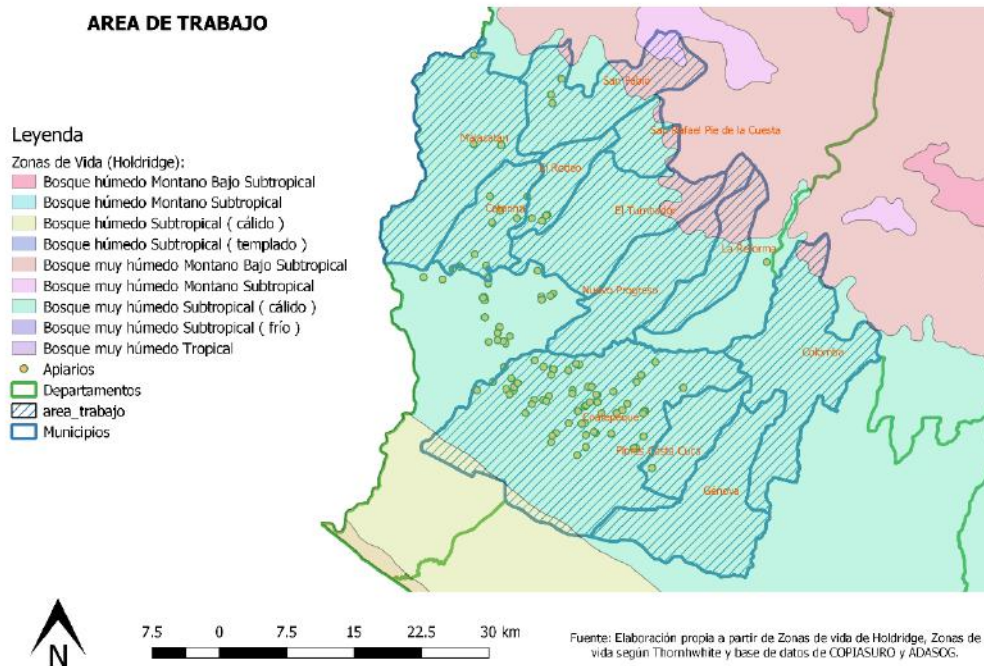 AREA DE TRABAJO
Leyenda
Zonas de Vida (Holdridge):
Bosque húmedo Montano Bajo Subtropical
Bosque húmedo Montano Subtropical
Bosque húmedo Subtropical ( cálido )
Bosque húmedo Subtropical ( templado )
Bosque muy húmedo Montano Bajo Subtropical
Bosque muy húmedo Montano Subtropical
Bosque muy húmedo Subtropical ( cálido )
Bosque muy húmedo Subtropical ( frío )
Bosque muy húmedo Tropical
Apiarios
Departamentos
area_trabajo
Municipios
San Pablo
San Rafael Pie de la Cuesta
Malacatán
El Rodeo
Catarina
El Tumbador
La Reforma
Nuevo Progreso
Colomba
Coatepeque
Flores Costa Cuca
Génova
N
7.5 0 7.5 15 22.5 30 km
Fuente: Elaboración propia a partir de Zonas de vida de Holdridge, Zonas de
vida según Thornhwhite y base de datos de COPIASURO y ADASOG.